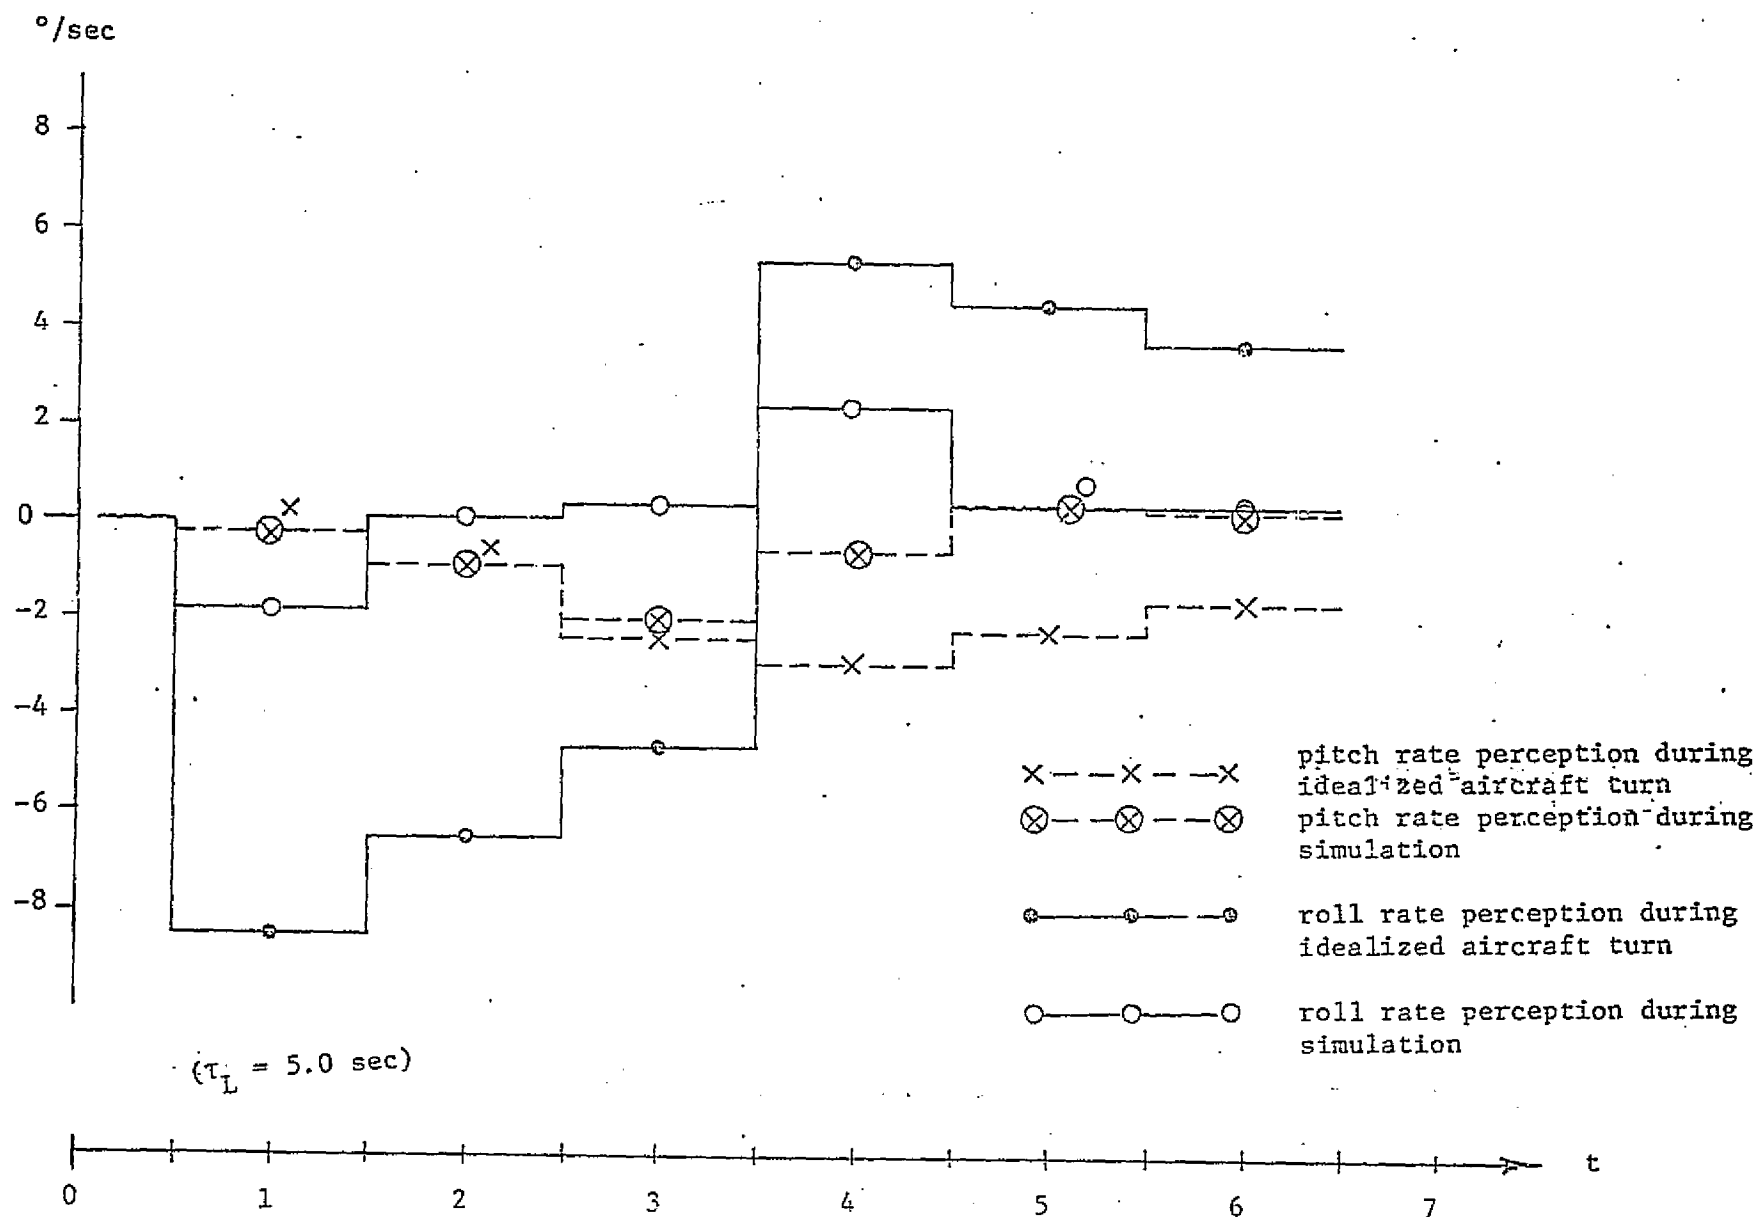 °/sec
8
6
4
2
0
-2
-4
-6
-8
pitch rate perception during
idealized aircraft turn
pitch rate perception during
simulation
roll rate perception during
idealized aircraft turn
roll rate perception during
simulation
(τL = 5.0 sec)
t
0 1 2 3 4 5 6 7